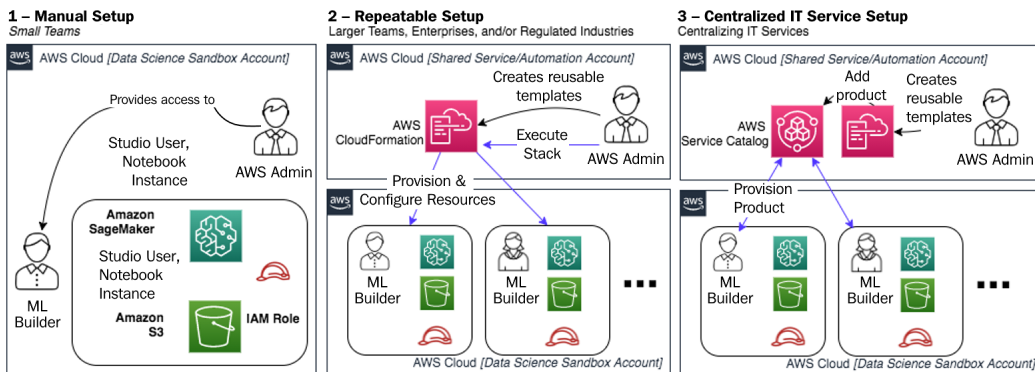 1 – Manual Setup
Small Teams
aws
AWS Cloud [Data Science Sandbox Account]
Provides access to
Studio User,
Notebook
Instance
AWS Admin
Amazon
SageMaker
Studio User,
Notebook
Instance
ML
Builder
Amazon
S3
IAM Role
2 – Repeatable Setup
Larger Teams, Enterprises, and/or Regulated Industries
aws
AWS Cloud [Shared Service/Automation Account]
Creates reusable
templates
AWS
CloudFormation
Execute
Stack
AWS Admin
Provision &
Configure Resources
aws
ML
Builder
ML
Builder
AWS Cloud [Data Science Sandbox Account]
3 – Centralized IT Service Setup
Centralizing IT Services
aws
AWS Cloud [Shared Service/Automation Account]
Add
product
Creates
reusable
templates
AWS
Service Catalog
AWS Admin
aws
Provision
Product
ML
Builder
ML
Builder
AWS Cloud [Data Science Sandbox Account]